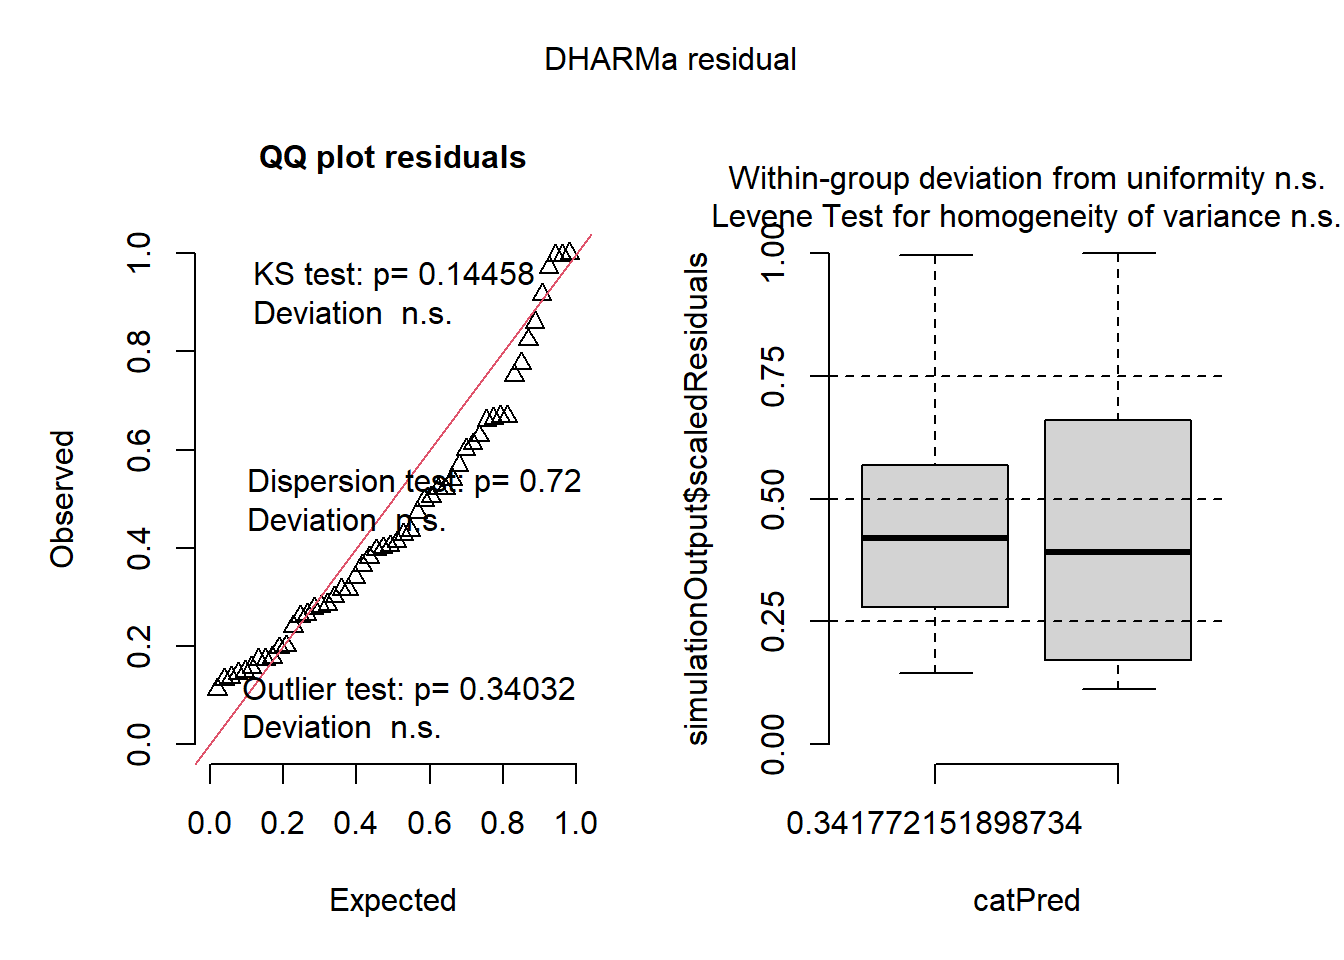 DHARMa residual
QQ plot residuals
KS test: p= 0.14458
Deviation  n.s.
Dispersion test: p= 0.72
Deviation  n.s.
Outlier test: p= 0.34032
Deviation  n.s.
Observed
0.0 0.2 0.4 0.6 0.8 1.0
0.0 0.2 0.4 0.6 0.8 1.0
Expected
Within-group deviation from uniformity n.s.
Levene Test for homogeneity of variance n.s.
simulationOutput$scaledResiduals
0.00 0.25 0.50 0.75 1.00
0.341772151898734
catPred